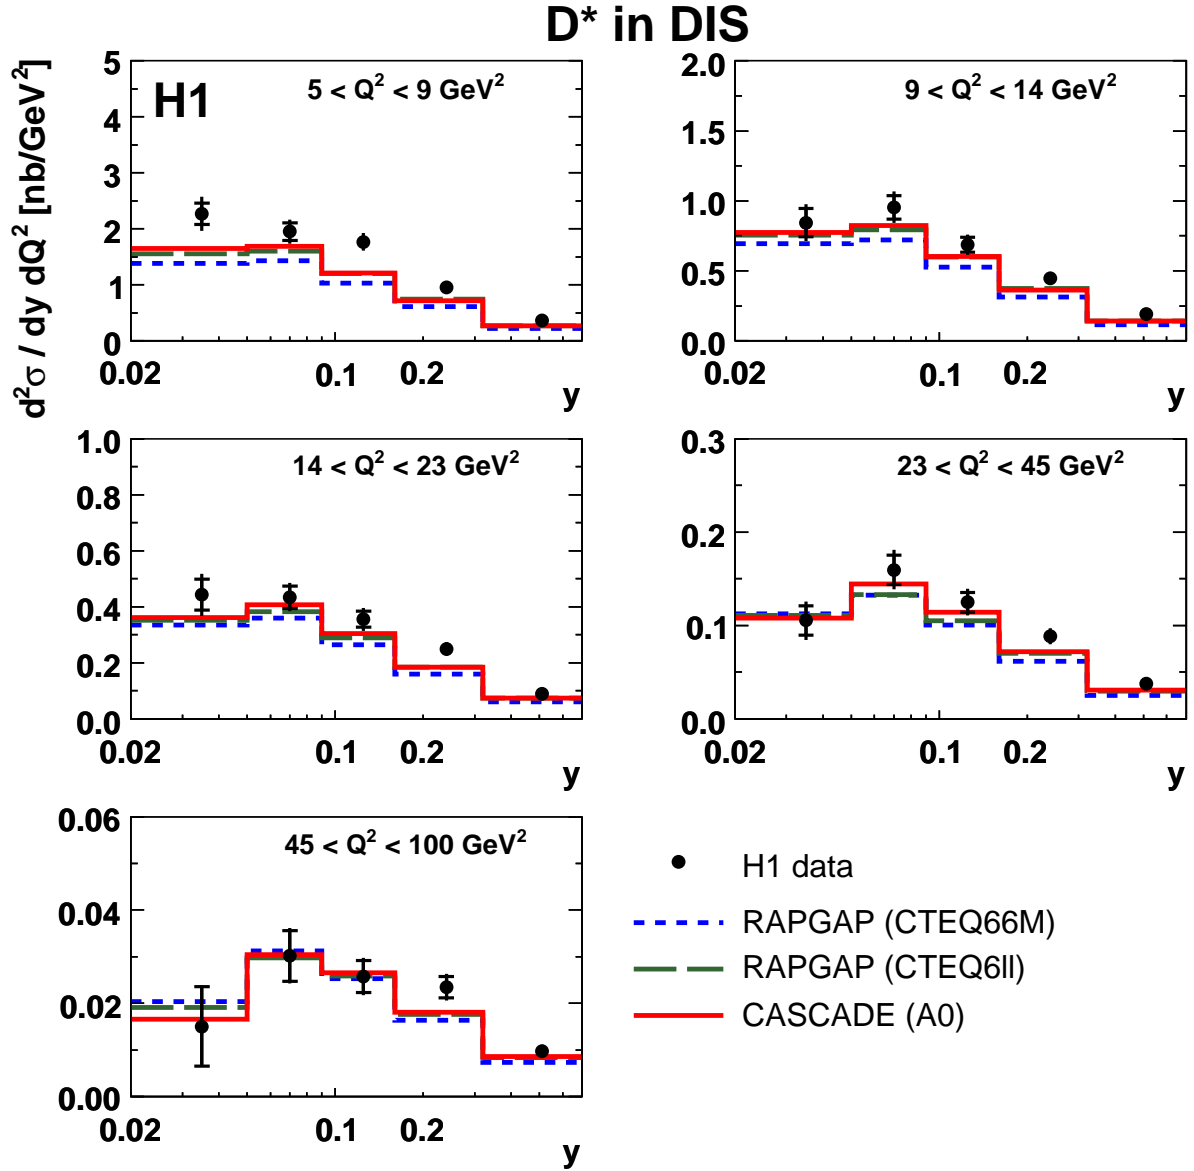 D* in DIS
d²σ / dy dQ² [nb/GeV²]
H1
5 < Q² < 9 GeV²
5
4
3
2
1
0
0.02
0.1
0.2
y
9 < Q² < 14 GeV²
2.0
1.5
1.0
0.5
0.0
0.02
0.1
0.2
y
14 < Q² < 23 GeV²
1.0
0.8
0.6
0.4
0.2
0.0
0.02
0.1
0.2
y
23 < Q² < 45 GeV²
0.3
0.2
0.1
0.0
0.02
0.1
0.2
y
45 < Q² < 100 GeV²
0.06
0.04
0.02
0.00
0.02
0.1
0.2
y
H1 data
RAPGAP (CTEQ66M)
RAPGAP (CTEQ6ll)
CASCADE (A0)